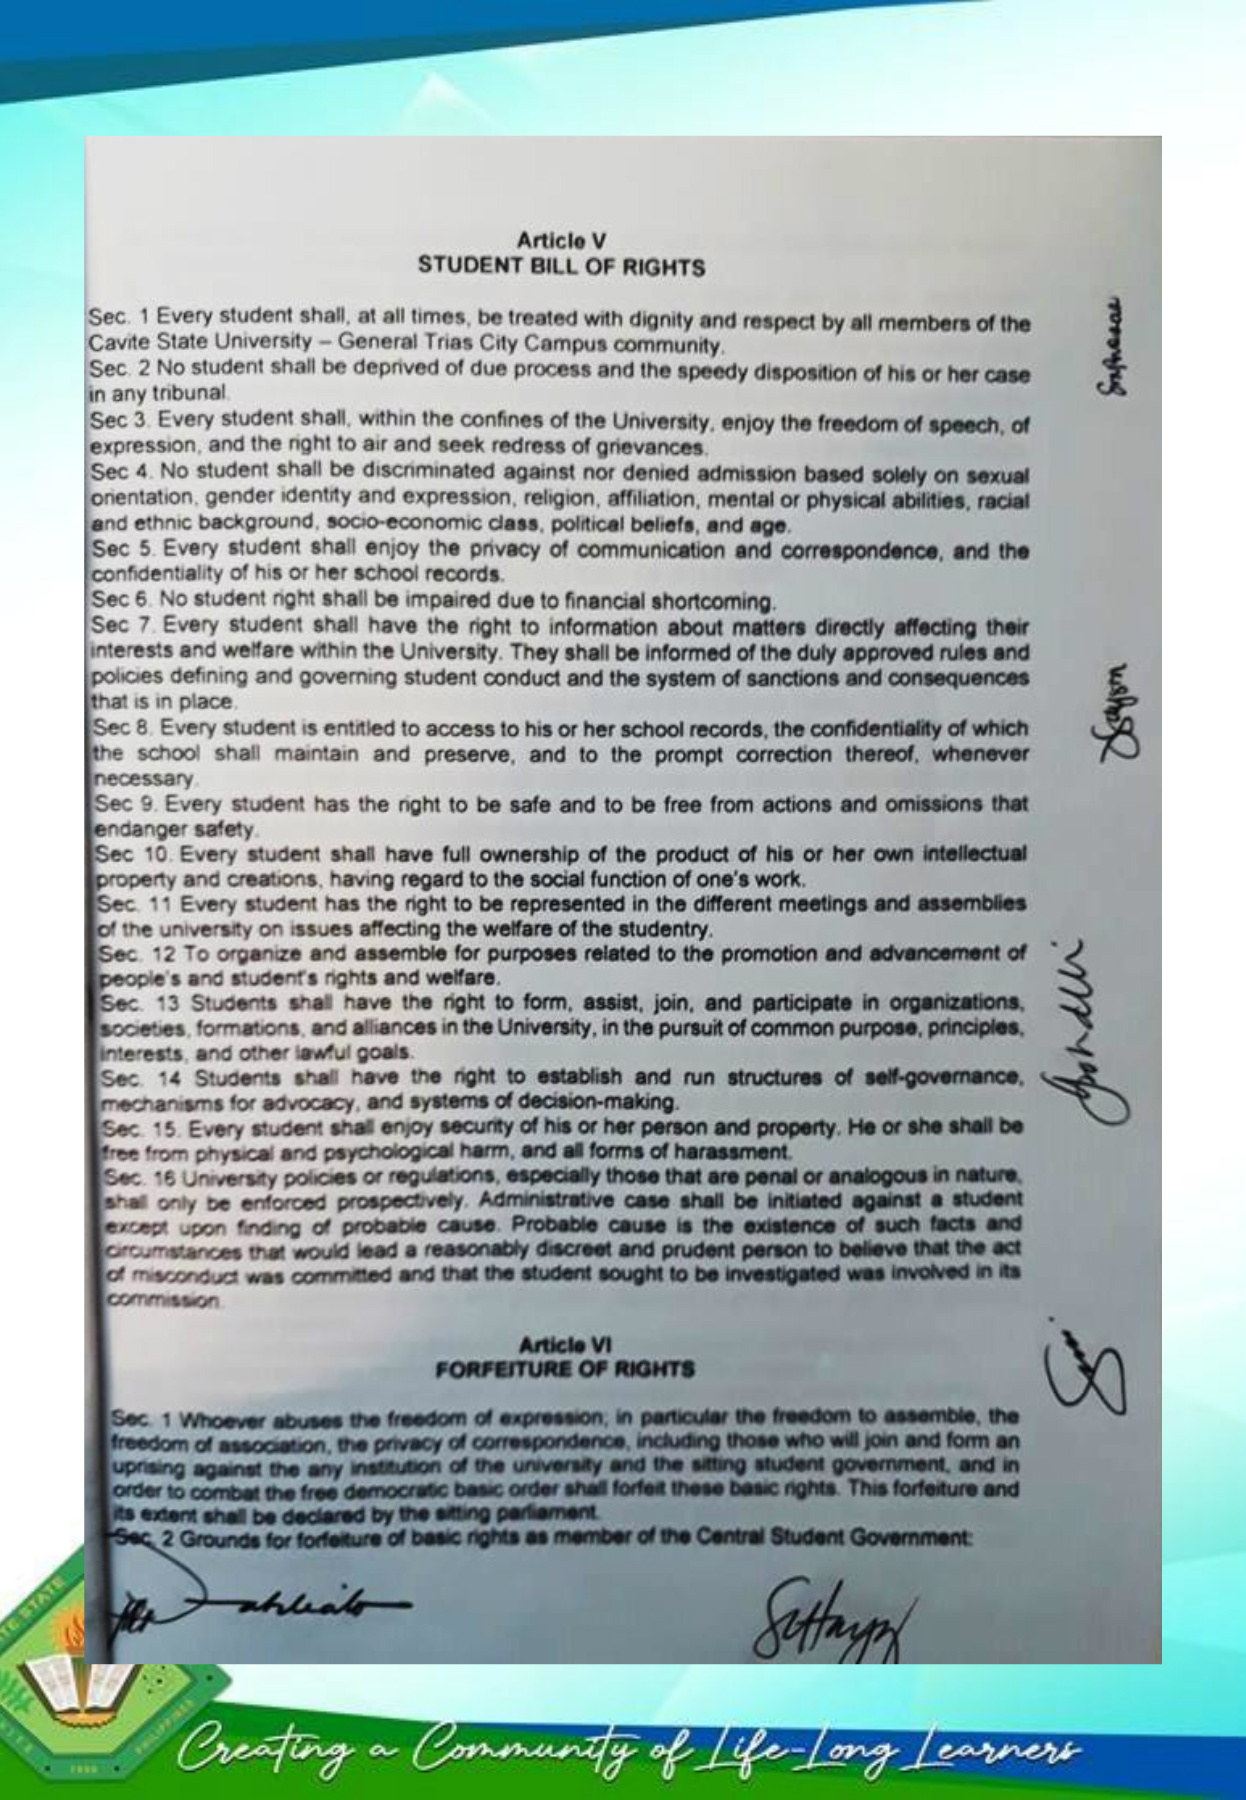 Article V
STUDENT BILL OF RIGHTS
Sec. 1 Every student shall, at all times, be treated with dignity and respect by all members of the
Cavite State University – General Trias City Campus community.
Sec. 2 No student shall be deprived of due process and the speedy disposition of his or her case
in any tribunal.
Sec 3. Every student shall, within the confines of the University, enjoy the freedom of speech, of
expression, and the right to air and seek redress of grievances.
Sec 4. No student shall be discriminated against nor denied admission based solely on sexual
orientation, gender identity and expression, religion, affiliation, mental or physical abilities, racial
and ethnic background, socio-economic class, political beliefs, and age.
Sec 5. Every student shall enjoy the privacy of communication and correspondence, and the
confidentiality of his or her school records.
Sec 6. No student right shall be impaired due to financial shortcoming.
Sec 7. Every student shall have the right to information about matters directly affecting their
interests and welfare within the University. They shall be informed of the duly approved rules and
policies defining and governing student conduct and the system of sanctions and consequences
that is in place.
Sec 8. Every student is entitled to access to his or her school records, the confidentiality of which
the school shall maintain and preserve, and to the prompt correction thereof, whenever
necessary.
Sec 9. Every student has the right to be safe and to be free from actions and omissions that
endanger safety.
Sec 10. Every student shall have full ownership of the product of his or her own intellectual
property and creations, having regard to the social function of one's work.
Sec. 11 Every student has the right to be represented in the different meetings and assemblies
of the university on issues affecting the welfare of the studentry.
Sec. 12 To organize and assemble for purposes related to the promotion and advancement of
people's and student's rights and welfare.
Sec. 13 Students shall have the right to form, assist, join, and participate in organizations,
societies, formations, and alliances in the University, in the pursuit of common purpose, principles,
interests, and other lawful goals.
Sec. 14 Students shall have the right to establish and run structures of self-governance,
mechanisms for advocacy, and systems of decision-making.
Sec. 15. Every student shall enjoy security of his or her person and property. He or she shall be
free from physical and psychological harm, and all forms of harassment.
Sec. 16 University policies or regulations, especially those that are penal or analogous in nature,
shall only be enforced prospectively. Administrative case shall be initiated against a student
except upon finding of probable cause. Probable cause is the existence of such facts and
circumstances that would lead a reasonably discreet and prudent person to believe that the act
of misconduct was committed and that the student sought to be investigated was involved in its
commission.
Article VI
FORFEITURE OF RIGHTS
Sec. 1 Whoever abuses the freedom of expression; in particular the freedom to assemble, the
freedom of association, the privacy of correspondence, including those who will join and form an
uprising against the any institution of the university and the sitting student government, and in
order to combat the free democratic basic order shall forfeit these basic rights. This forfeiture and
its extent shall be declared by the sitting parliament.
Sec. 2 Grounds for forfeiture of basic rights as member of the Central Student Government:
Creating a Community of Life-Long Learners